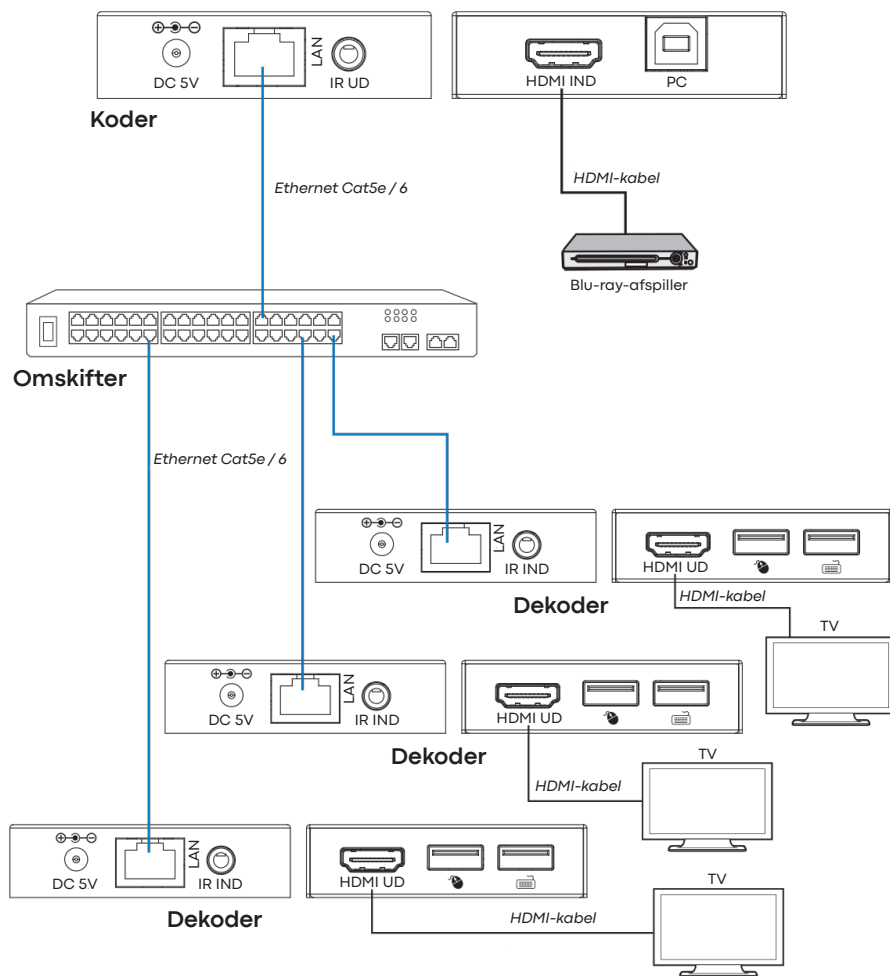 DC 5V
LAN
IR UD
HDMI IND
PC
Koder
Ethernet Cat5e / 6
HDMI-kabel
Blu-ray-afspiller
Omskifter
Ethernet Cat5e / 6
DC 5V
LAN
IR IND
HDMI UD
Dekoder
HDMI-kabel
TV
DC 5V
LAN
IR IND
HDMI UD
Dekoder
HDMI-kabel
TV
DC 5V
LAN
IR IND
HDMI UD
Dekoder
HDMI-kabel
TV